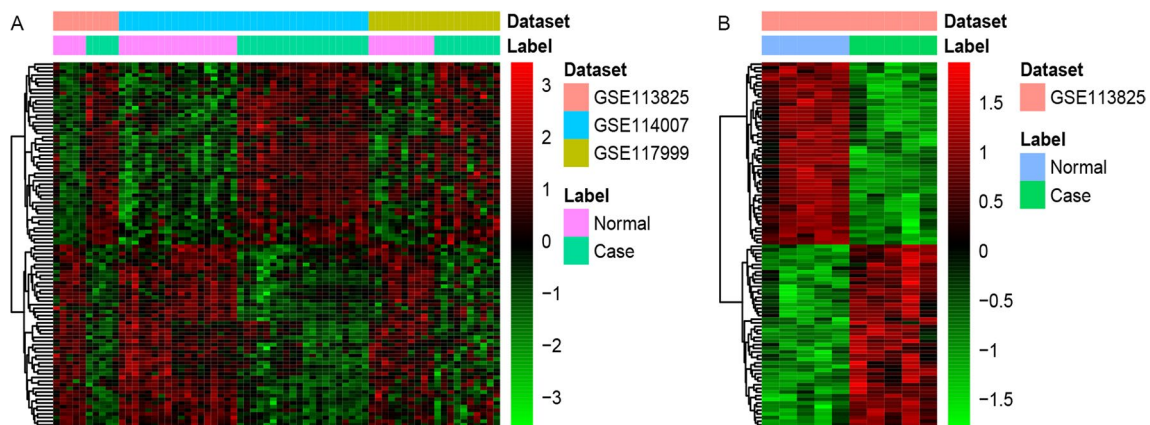 A
Dataset
Label
3
2
1
0
−1
−2
−3
Dataset
GSE113825
GSE114007
GSE117999
Label
Normal
Case
B
Dataset
Label
1.5
1
0.5
0
−0.5
−1
−1.5
Dataset
GSE113825
Label
Normal
Case